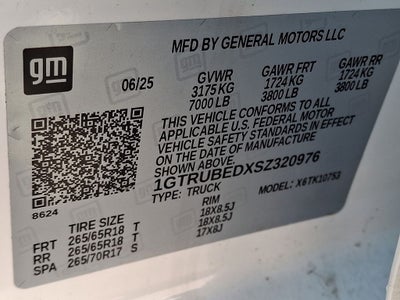 gm
MFD BY GENERAL MOTORS LLC
06/25 GVWR GAWR FRT GAWR RR
3175 KG 1724 KG 1724 KG
7000 LB 3800 LB 3800 LB
THIS VEHICLE CONFORMS TO ALL
APPLICABLE U.S. FEDERAL MOTOR
VEHICLE SAFETY STANDARDS IN
EFFECT ON THE DATE OF
MANUFACTURE SHOWN ABOVE
1GTRUBEDXSZ320976
8624
TYPE: TRUCK MODEL: X6TK10753
TIRE SIZE RIM
FRT 265/65R18 T 18X8.5J
RR 265/65R18 T 18X8.5J
SPA 265/70R17 S 17X8J